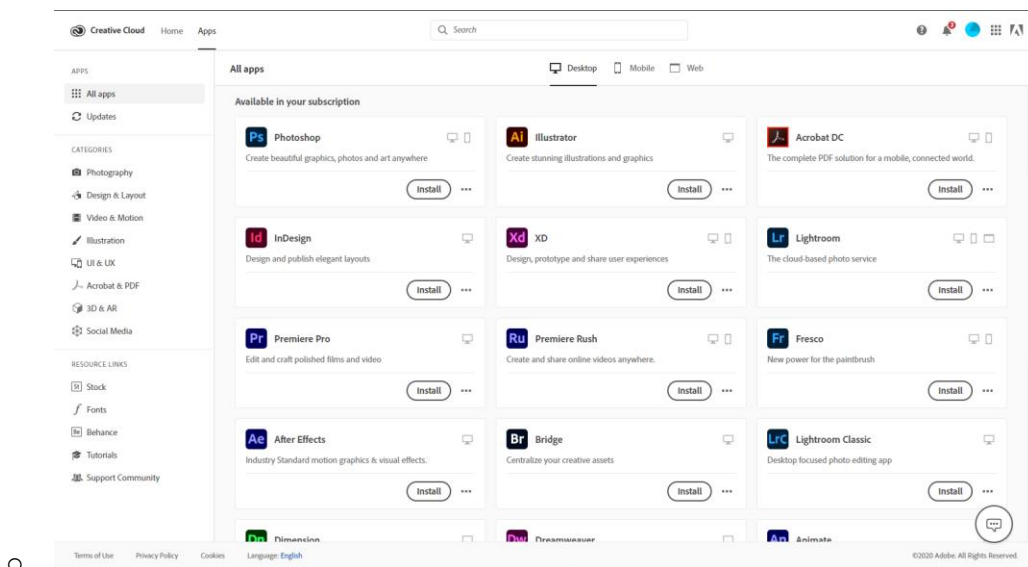 Creative Cloud Home Apps Search
APPS
All apps
Updates
CATEGORIES
Photography
Design & Layout
Video & Motion
Illustration
UI & UX
Acrobat & PDF
3D & AR
Social Media
RESOURCE LINKS
St Stock
Fonts
Be Behance
Tutorials
Support Community
All apps Desktop Mobile Web
Available in your subscription
Ps Photoshop
Create beautiful graphics, photos and art anywhere
Install
Ai Illustrator
Create stunning illustrations and graphics
Install
Acrobat DC
The complete PDF solution for a mobile, connected world.
Install
Id InDesign
Design and publish elegant layouts
Install
Xd XD
Design, prototype and share user experiences
Install
Lr Lightroom
The cloud-based photo service
Install
Pr Premiere Pro
Edit and craft polished films and video
Install
Ru Premiere Rush
Create and share online videos anywhere.
Install
Fr Fresco
New power for the paintbrush
Install
Ae After Effects
Industry Standard motion graphics & visual effects.
Install
Br Bridge
Centralize your creative assets
Install
LrC Lightroom Classic
Desktop focused photo editing app
Install
Dn Dimension
Dw Dreamweaver
An Animate
Terms of Use Privacy Policy Cookies Language: English ©2020 Adobe. All Rights Reserved.